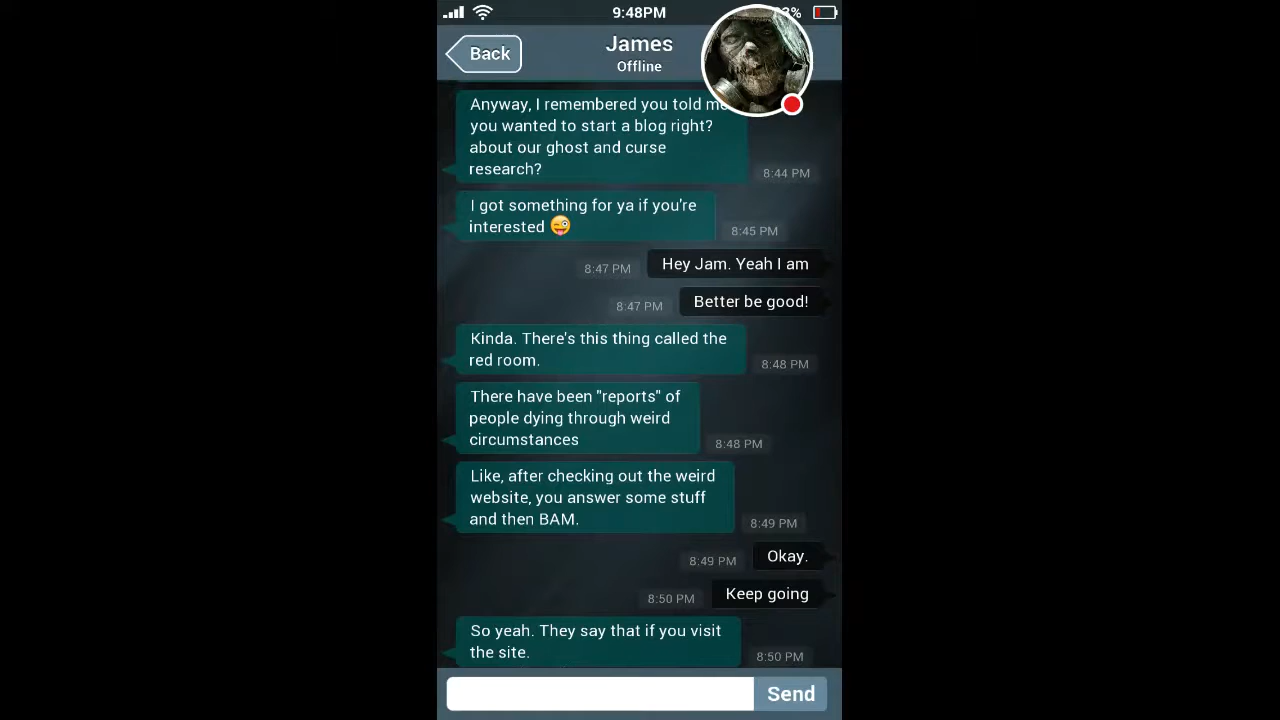 9:48PM
3%
Back
James
Offline
Anyway, I remembered you told me
you wanted to start a blog right?
about our ghost and curse
research?
8:44 PM
I got something for ya if you're
interested 😜
8:45 PM
8:47 PM
Hey Jam. Yeah I am
8:47 PM
Better be good!
Kinda. There's this thing called the
red room.
8:48 PM
There have been "reports" of
people dying through weird
circumstances
8:48 PM
Like, after checking out the weird
website, you answer some stuff
and then BAM.
8:49 PM
8:49 PM
Okay.
8:50 PM
Keep going
So yeah. They say that if you visit
the site.
8:50 PM
Send